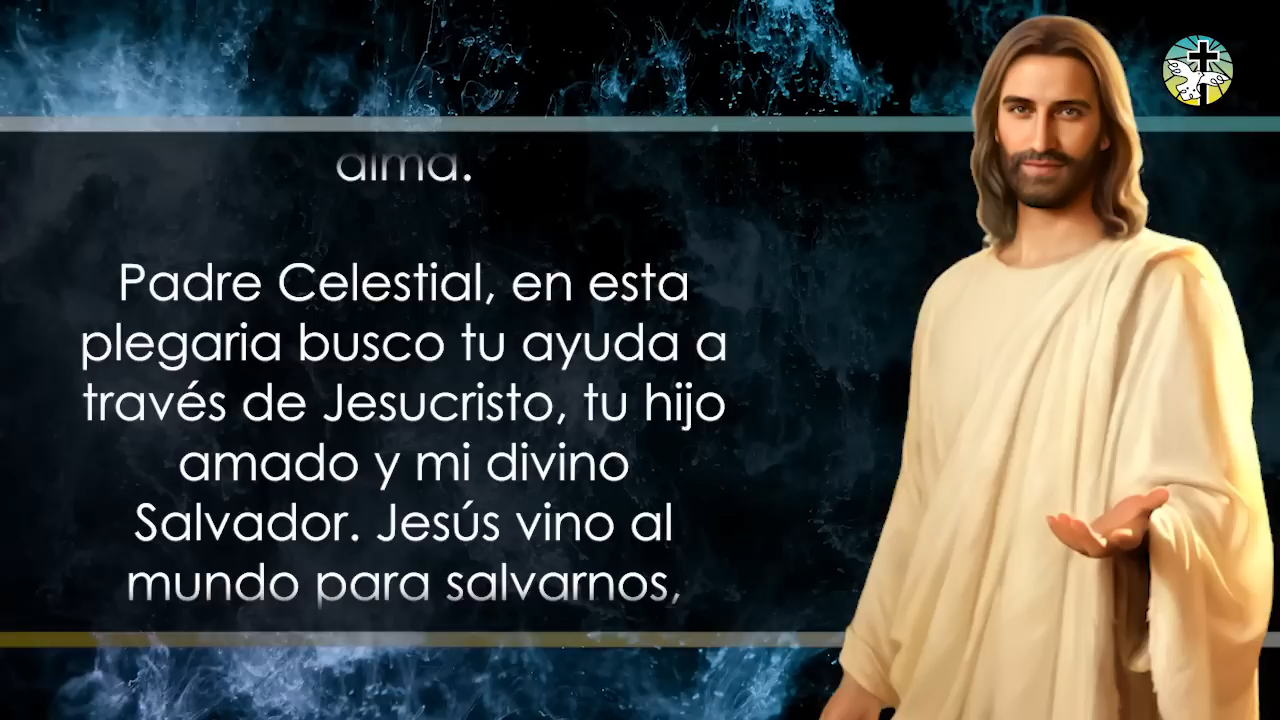 alma.
Padre Celestial, en esta
plegaria busco tu ayuda a
través de Jesucristo, tu hijo
amado y mi divino
Salvador. Jesús vino al
mundo para salvarnos,